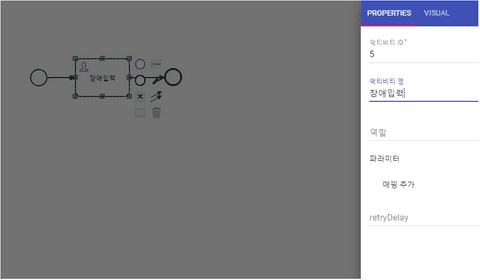 PROPERTIES VISUAL
액티비티 ID *
5
액티비티 명
장애입력
장애입력
역할
파라미터
매핑 추가
retryDelay